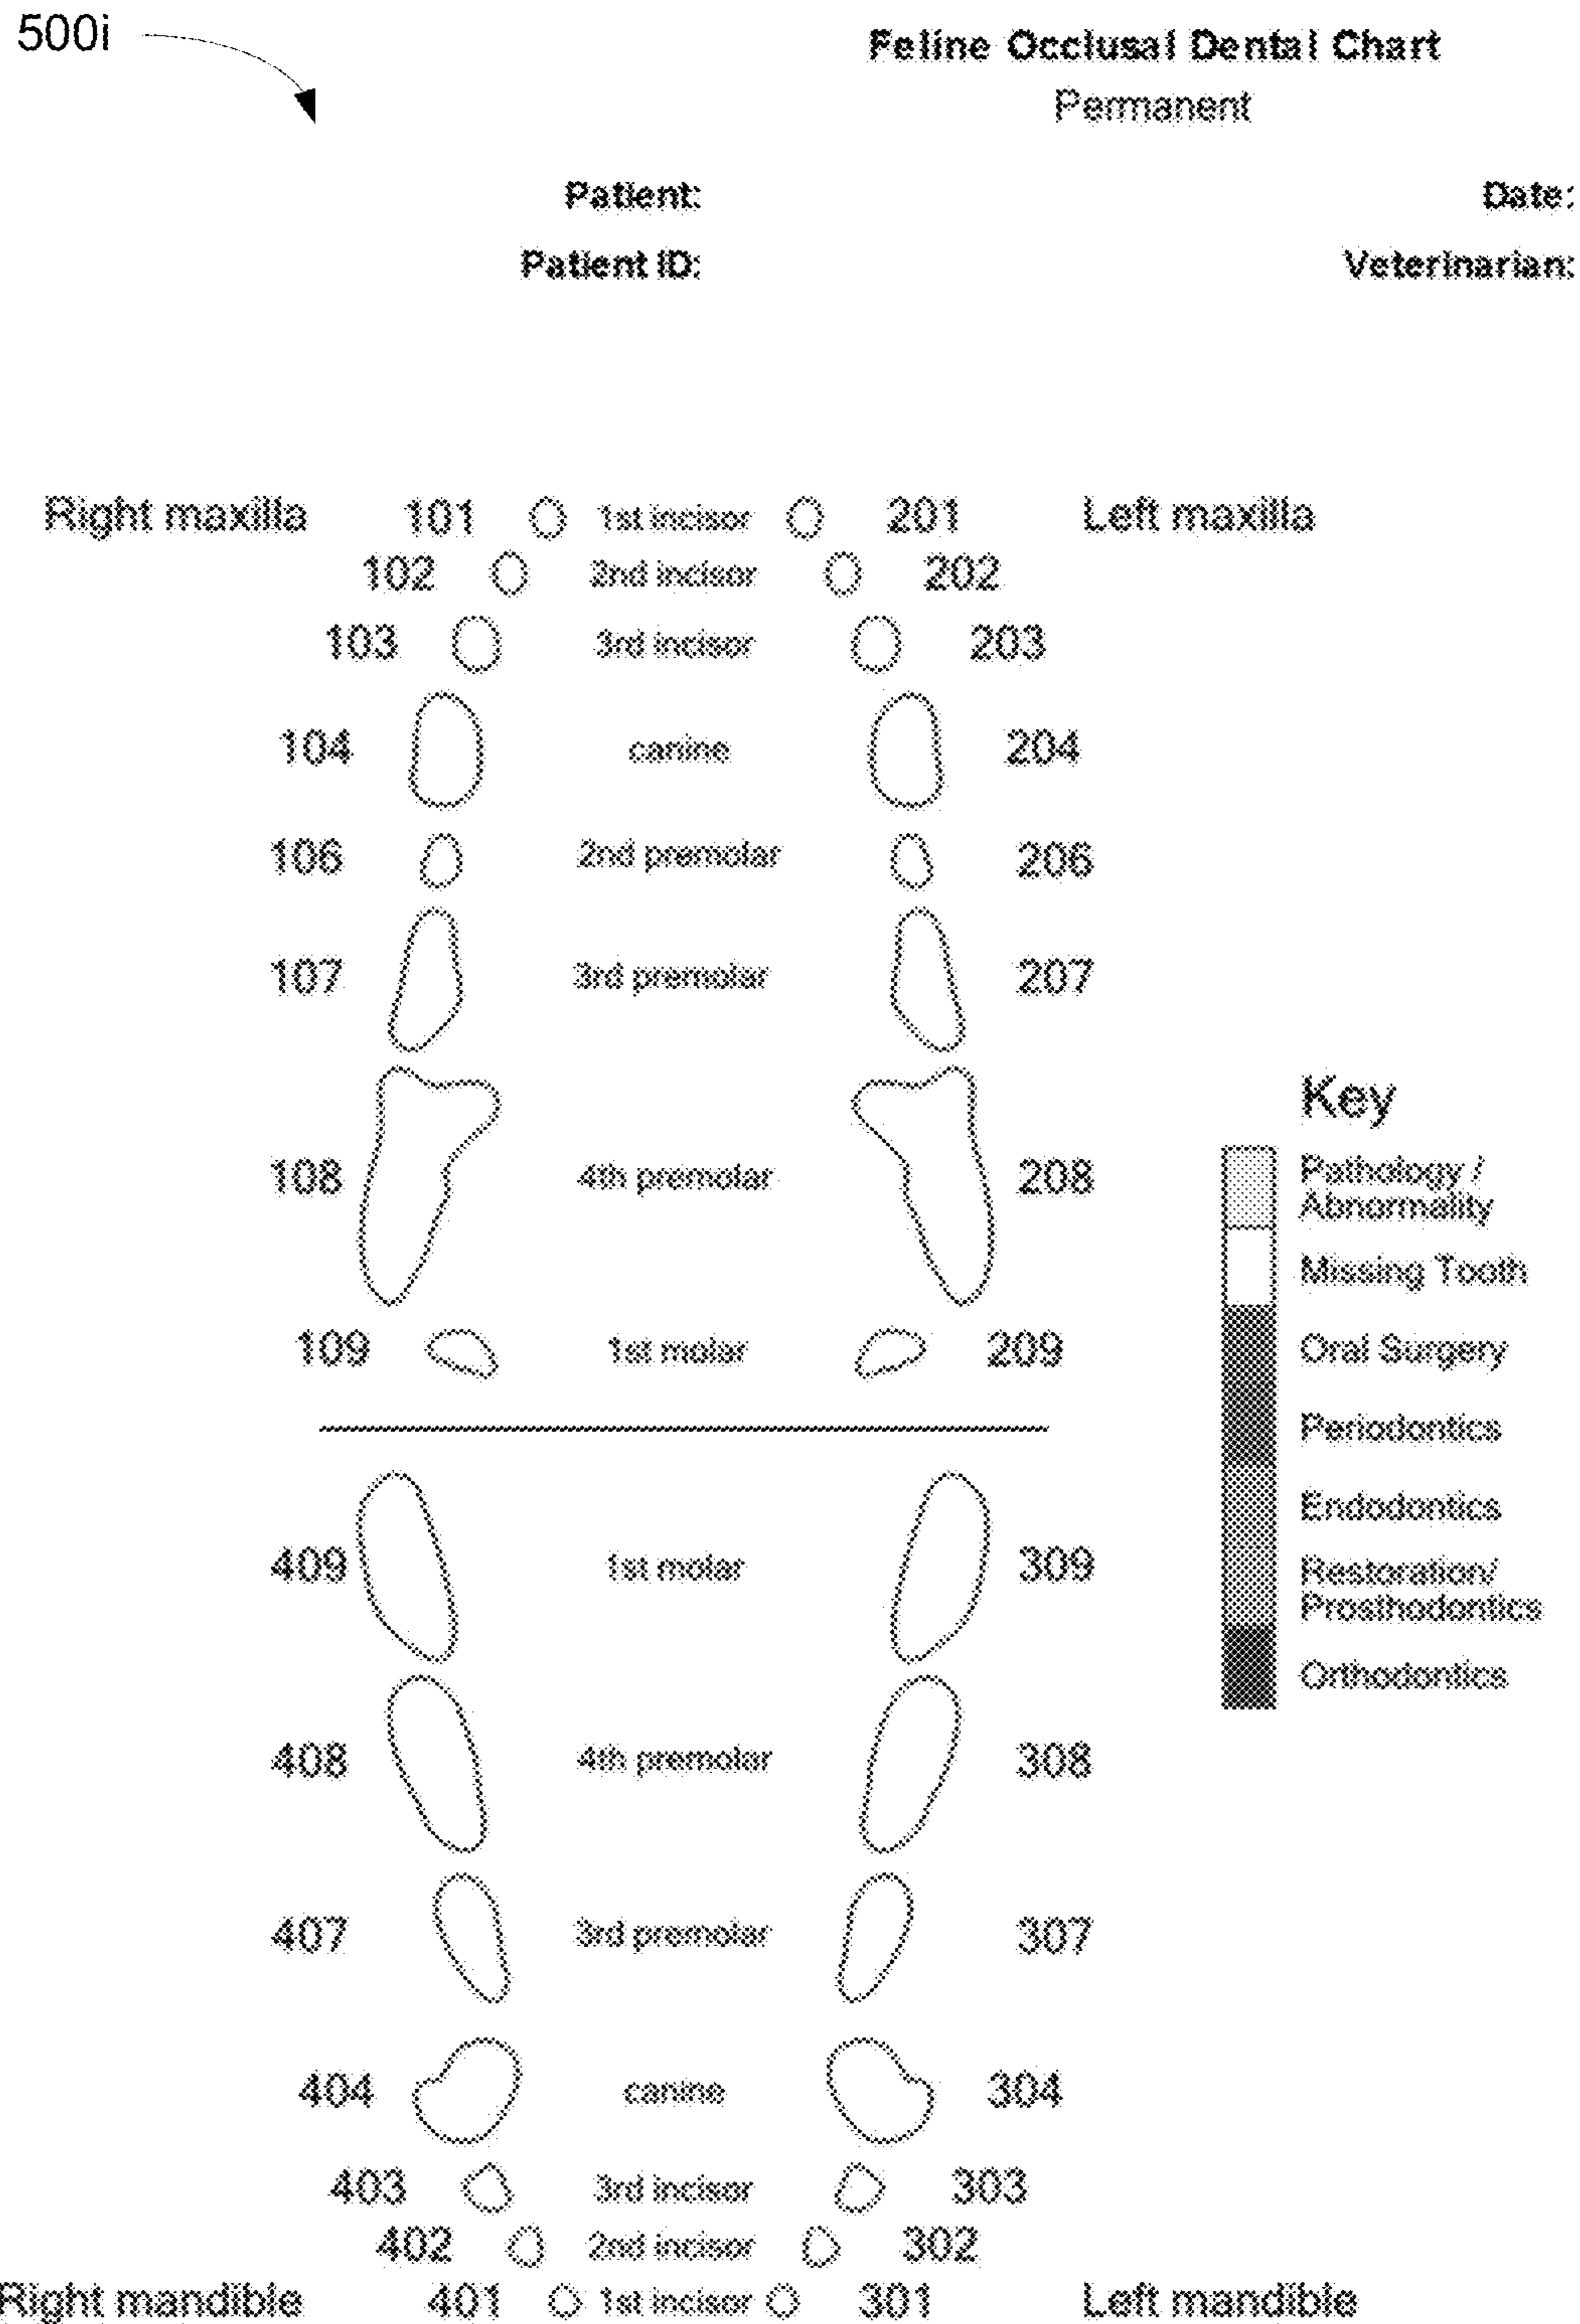 500i
Feline Occlusal Dental Chart
Permanent
Patient: Date:
Patient ID: Veterinarian:
Right maxilla 101 1st incisor 201 Left maxilla
102 2nd incisor 202
103 3rd incisor 203
104 canine 204
106 2nd premolar 206
107 3rd premolar 207
108 4th premolar 208
109 1st molar 209
Key
Pathology /
Abnormality
Missing Tooth
Oral Surgery
Periodontics
Endodontics
Restoration/
Prosthodontics
Orthodontics
409 1st molar 309
408 4th premolar 308
407 3rd premolar 307
404 canine 304
403 3rd incisor 303
402 2nd incisor 302
Right mandible 401 1st incisor 301 Left mandible